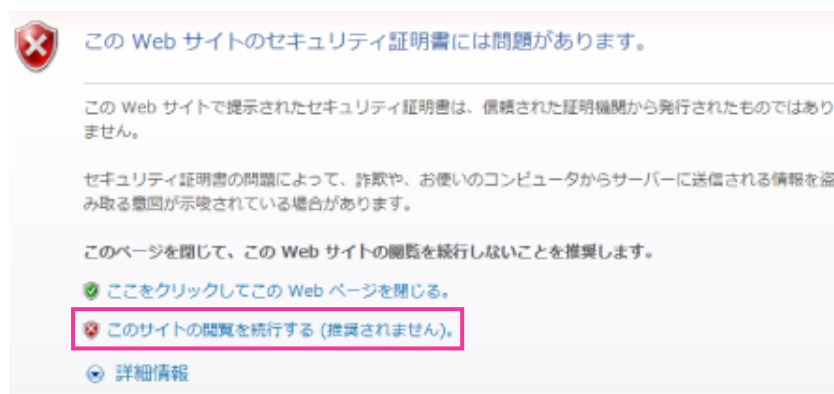 この Web サイトのセキュリティ証明書には問題があります。
この Web サイトで提示されたセキュリティ証明書は、信頼された証明機関から発行されたものではあり
ません。
セキュリティ証明書の問題によって、詐欺や、お使いのコンピュータからサーバーに送信される情報を盗
み取る意図が示唆されている場合があります。
このページを閉じて、この Web サイトの閲覧を続行しないことを推奨します。
ここをクリックしてこの Web ページを閉じる。
このサイトの閲覧を続行する (推奨されません)。
詳細情報